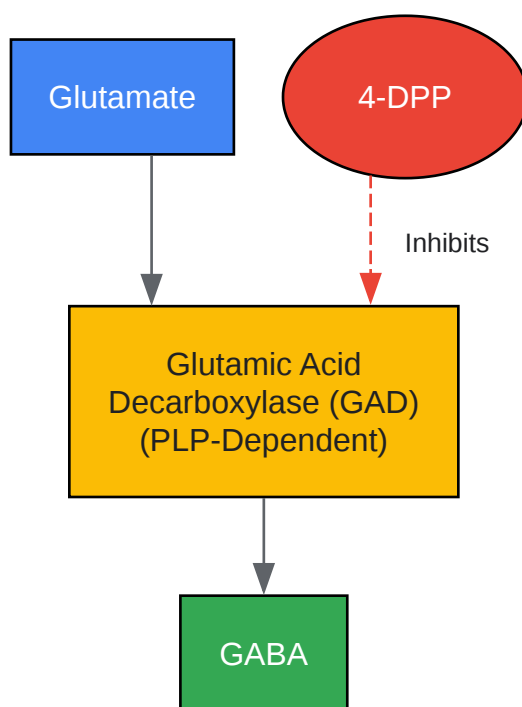 Glutamate
4-DPP
Inhibits
Glutamic Acid
Decarboxylase (GAD)
(PLP-Dependent)
GABA